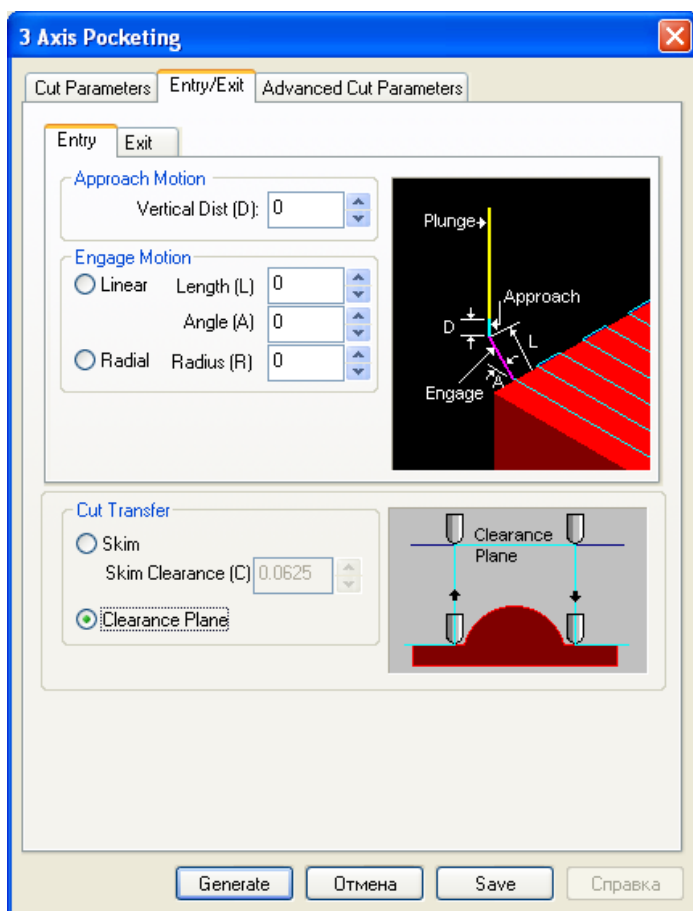 3 Axis Pocketing
Cut Parameters Entry/Exit Advanced Cut Parameters
Entry Exit
Approach Motion
Vertical Dist (D): 0
Engage Motion
Linear Length (L) 0
Angle (A) 0
Radial Radius (R) 0
Plunge
Approach
D
L
A
Engage
Cut Transfer
Skim
Skim Clearance (C) 0.0625
Clearance Plane
Clearance
Plane
Generate Отмена Save Справка